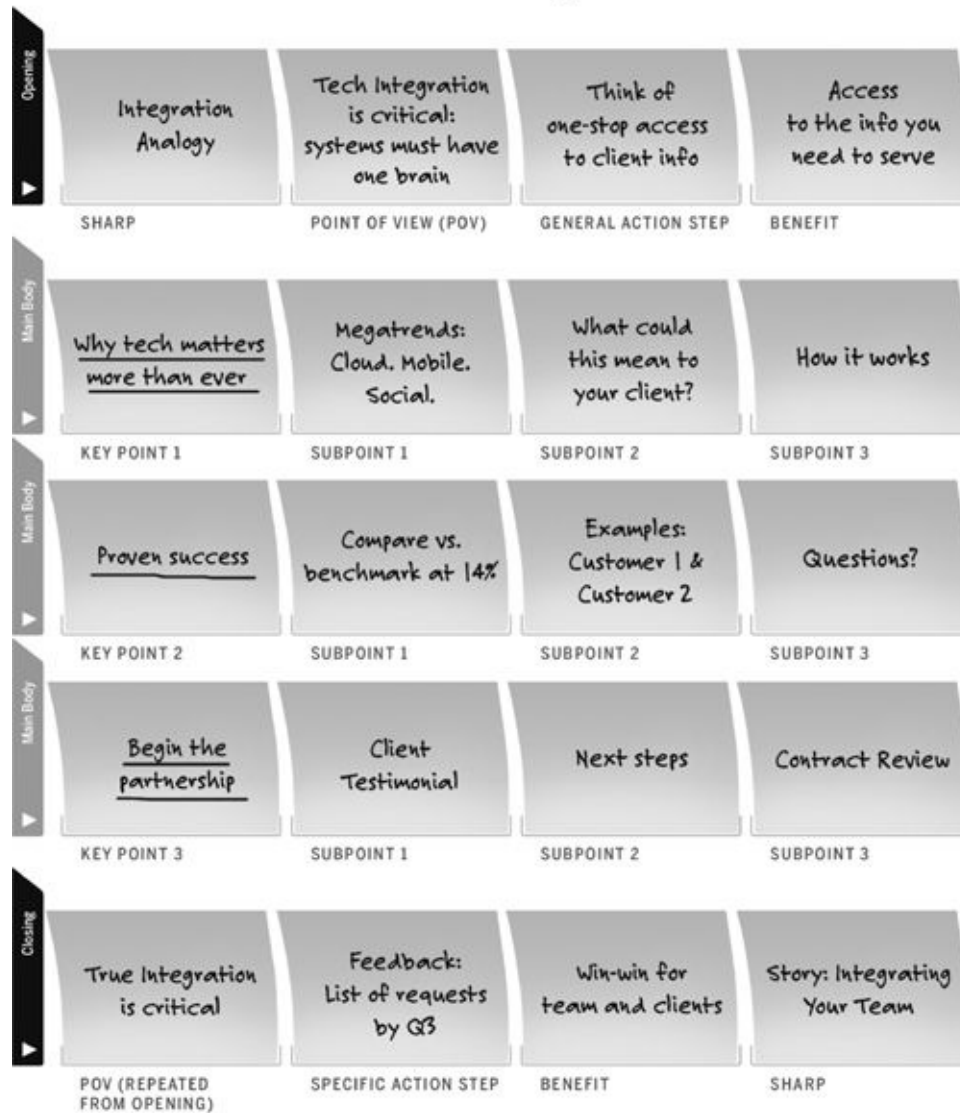 Opening
Integration
Analogy
SHARP
Tech Integration
is critical:
systems must have
one brain
POINT OF VIEW (POV)
Think of
one-stop access
to client info
GENERAL ACTION STEP
Access
to the info you
need to serve
BENEFIT
Main Body
Why tech matters
more than ever
KEY POINT 1
Megatrends:
Cloud. Mobile.
Social.
SUBPOINT 1
What could
this mean to
your client?
SUBPOINT 2
How it works
SUBPOINT 3
Main Body
Proven success
KEY POINT 2
Compare vs.
benchmark at 14%
SUBPOINT 1
Examples:
Customer 1 &
Customer 2
SUBPOINT 2
Questions?
SUBPOINT 3
Main Body
Begin the
partnership
KEY POINT 3
Client
Testimonial
SUBPOINT 1
Next steps
SUBPOINT 2
Contract Review
SUBPOINT 3
Closing
True Integration
is critical
POV (REPEATED
FROM OPENING)
Feedback:
List of requests
by Q3
SPECIFIC ACTION STEP
Win-win for
team and clients
BENEFIT
Story: Integrating
Your Team
SHARP